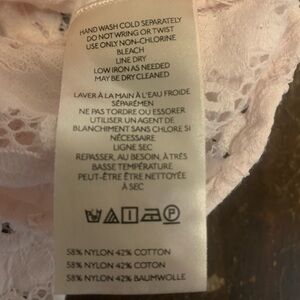 HAND WASH COLD SEPARATELY
DO NOT WRING OR TWIST
USE ONLY NON-CHLORINE
BLEACH
LINE DRY
LOW IRON AS NEEDED
MAY BE DRY CLEANED
LAVER À LA MAIN À L'EAU FROIDE
SÉPARÉMEN
NE PAS TORDRE OU ESSORER
UTILISER UN AGENT DE
BLANCHIMENT SANS CHLORE SI
NÉCESSAIRE
LIGNE SEC
REPASSER, AU BESOIN, À TRÈS
BASSE TEMPÉRATURE
PEUT-ÊTRE ÊTRE NETTOYÉE
À SEC
58% NYLON 42% COTTON
58% NYLON 42% COTON
58% NYLON 42% BAUMWOLLE